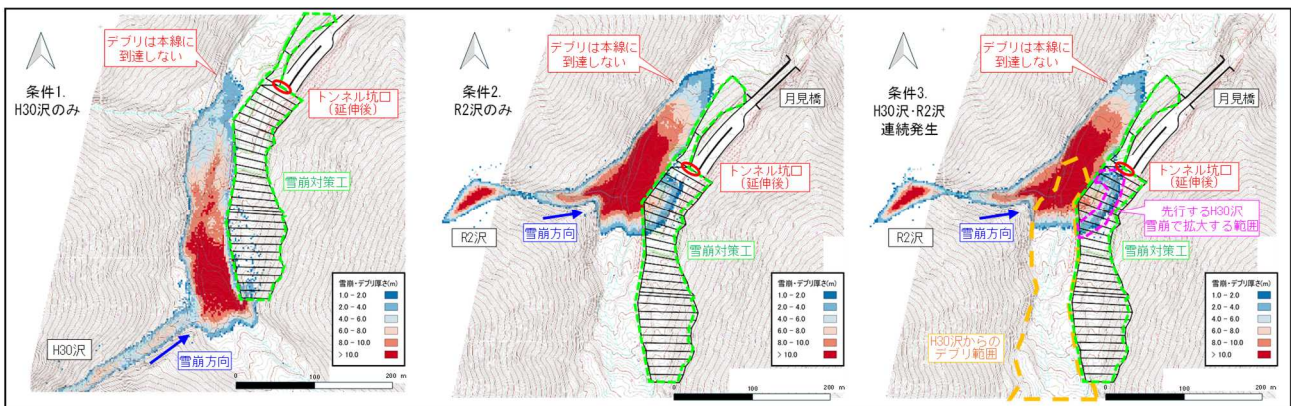 条件1.
H30沢のみ
デブリは本線に
到達しない
トンネル坑口
(延伸後)
雪崩対策工
H30沢
雪崩方向
雪崩・デブリ厚さ(m)
1.0 - 2.0
2.0 - 4.0
4.0 - 6.0
6.0 - 8.0
8.0 - 10.0
> 10.0
0 100 200 m
条件2.
R2沢のみ
デブリは本線に
到達しない
月見橋
トンネル坑口
(延伸後)
雪崩対策工
R2沢
雪崩方向
雪崩・デブリ厚さ(m)
1.0 - 2.0
2.0 - 4.0
4.0 - 6.0
6.0 - 8.0
8.0 - 10.0
> 10.0
0 100 200 m
条件3.
H30沢・R2沢
連続発生
デブリは本線に
到達しない
月見橋
トンネル坑口
(延伸後)
先行するH30沢
雪崩で拡大する範囲
雪崩対策工
R2沢
雪崩方向
H30沢からの
デブリ範囲
雪崩・デブリ厚さ(m)
1.0 - 2.0
2.0 - 4.0
4.0 - 6.0
6.0 - 8.0
8.0 - 10.0
> 10.0
0 100 200 m